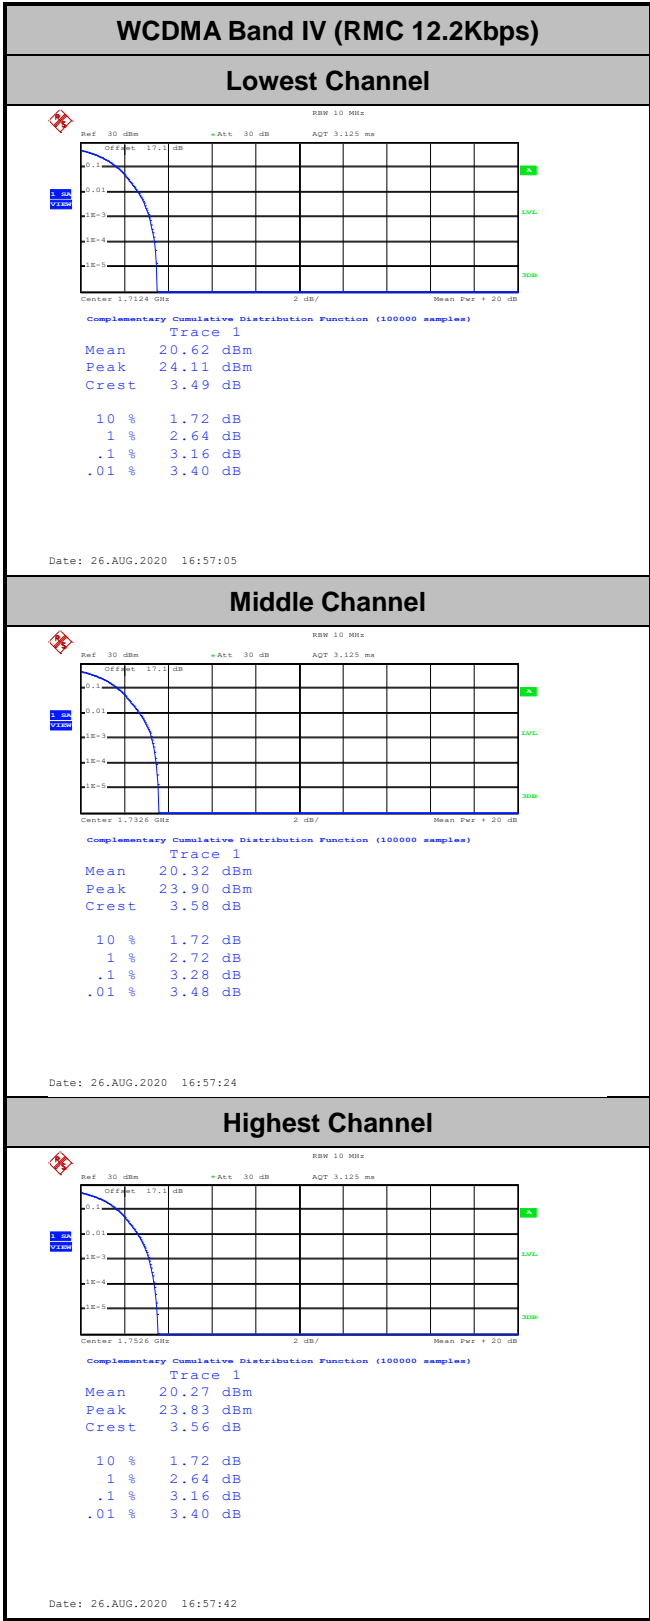 WCDMA Band IV (RMC 12.2Kbps)
Lowest Channel
RBW 10 MHz
Ref 30 dBm *Att 30 dB AQT 3.125 ms
Offset 17.1 dB
0.1
A
0.01
1 SA
VIEW
1E-3
LVL
1E-4
1E-5
3DB
Center 1.7124 GHz 2 dB/ Mean Pwr + 20 dB
Complementary Cumulative Distribution Function (100000 samples)
Trace 1
Mean 20.62 dBm
Peak 24.11 dBm
Crest 3.49 dB
10 % 1.72 dB
1 % 2.64 dB
.1 % 3.16 dB
.01 % 3.40 dB
Date: 26.AUG.2020 16:57:05
Middle Channel
RBW 10 MHz
Ref 30 dBm *Att 30 dB AQT 3.125 ms
Offset 17.1 dB
0.1
A
0.01
1 SA
VIEW
1E-3
LVL
1E-4
1E-5
3DB
Center 1.7326 GHz 2 dB/ Mean Pwr + 20 dB
Complementary Cumulative Distribution Function (100000 samples)
Trace 1
Mean 20.32 dBm
Peak 23.90 dBm
Crest 3.58 dB
10 % 1.72 dB
1 % 2.72 dB
.1 % 3.28 dB
.01 % 3.48 dB
Date: 26.AUG.2020 16:57:24
Highest Channel
RBW 10 MHz
Ref 30 dBm *Att 30 dB AQT 3.125 ms
Offset 17.1 dB
0.1
A
0.01
1 SA
VIEW
1E-3
LVL
1E-4
1E-5
3DB
Center 1.7526 GHz 2 dB/ Mean Pwr + 20 dB
Complementary Cumulative Distribution Function (100000 samples)
Trace 1
Mean 20.27 dBm
Peak 23.83 dBm
Crest 3.56 dB
10 % 1.72 dB
1 % 2.64 dB
.1 % 3.16 dB
.01 % 3.40 dB
Date: 26.AUG.2020 16:57:42